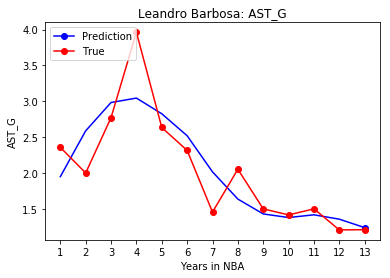 Leandro Barbosa: AST_G
Prediction
True
4.0
3.5
3.0
2.5
2.0
1.5
AST_G
1 2 3 4 5 6 7 8 9 10 11 12 13
Years in NBA